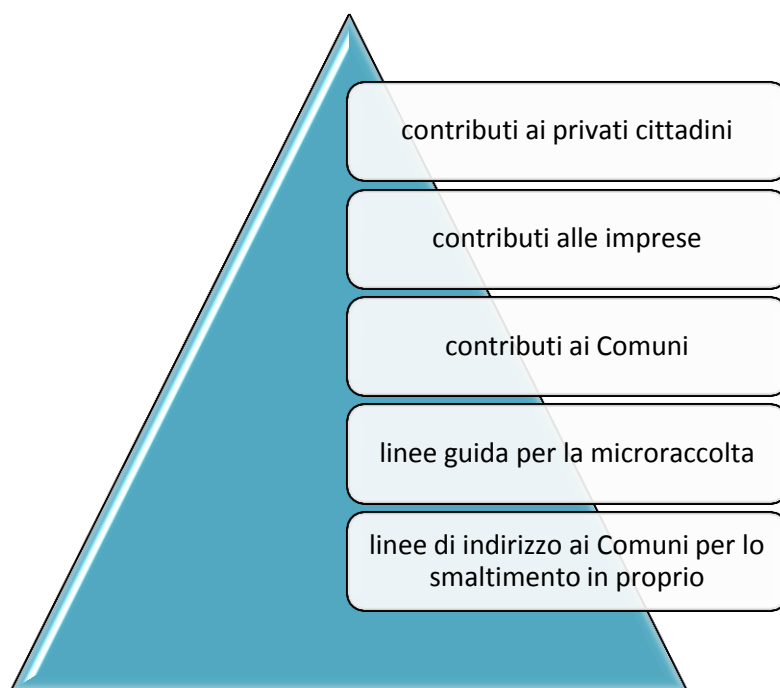 contributi ai privati cittadini
contributi alle imprese
contributi ai Comuni
linee guida per la microraccolta
linee di indirizzo ai Comuni per lo
smaltimento in proprio